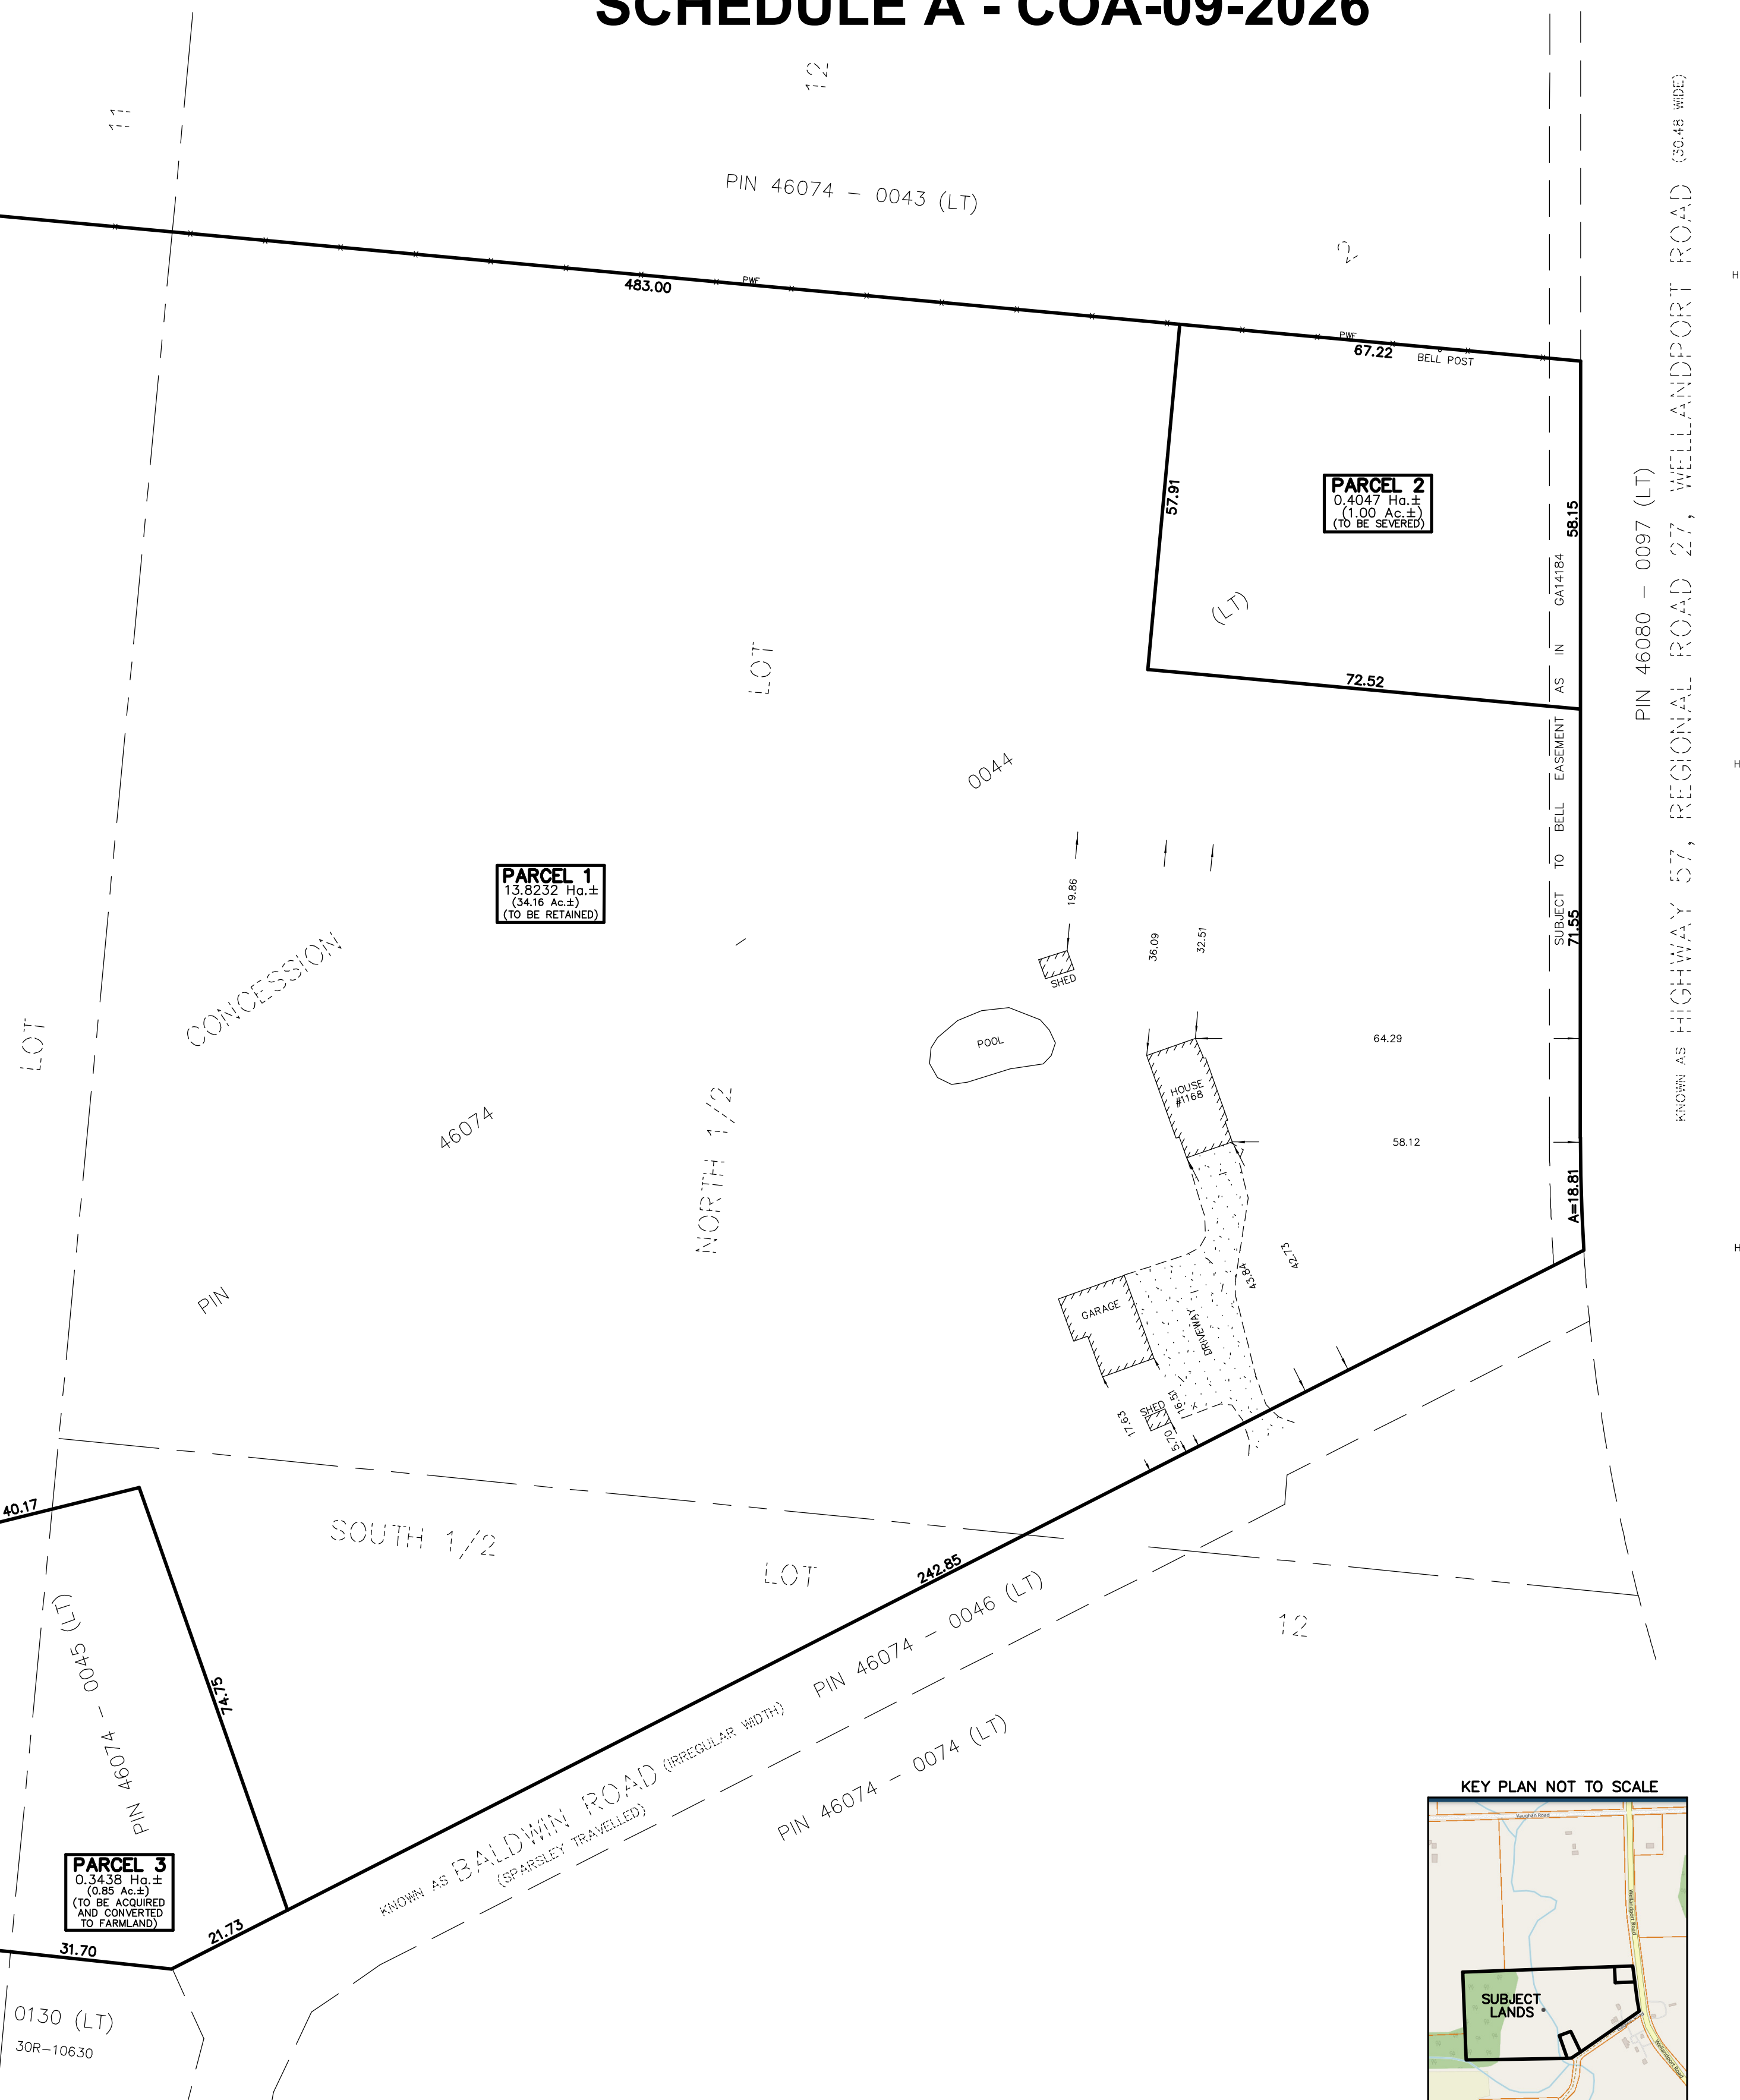 SCHEDULE A - COA-09-2026
11
12
PIN 46074 - 0043 (LT)
2
483.00
PWF
PWF
67.22
BELL POST
KNOWN AS HIGHWAY 57, REGIONAL ROAD 27, WELLANDPORT ROAD (30.48 WIDE)
PIN 46080 - 0097 (LT)
H
H
H
57.91
PARCEL 2
0.4047 Ha.±
(1.00 Ac.±)
(TO BE SEVERED)
58.15
(LT)
72.52
SUBJECT TO BELL EASEMENT AS IN GA14184
71.55
LOT
0044
PARCEL 1
13.8232 Ha.±
(34.16 Ac.±)
(TO BE RETAINED)
19.86
36.09
32.51
SHED
POOL
HOUSE
#1168
64.29
58.12
A=18.81
CONCESSION
1
LOT
46074
NORTH 1/2
PIN
GARAGE
DRIVEWAY
43.84
42.73
SHED
17.63
16.51
5.70
40.17
SOUTH 1/2
LOT
12
242.85
PIN 46074 - 0046 (LT)
PIN 46074 - 0045 (LT)
74.75
KNOWN AS BALDWIN ROAD (IRREGULAR WIDTH)
(SPARSLEY TRAVELLED)
PIN 46074 - 0074 (LT)
PARCEL 3
0.3438 Ha.±
(0.85 Ac.±)
(TO BE ACQUIRED
AND CONVERTED
TO FARMLAND)
31.70
21.73
0130 (LT)
30R-10630
KEY PLAN NOT TO SCALE
Vaughan Road
Wellandport Road
SUBJECT
LANDS
Wellandport Road